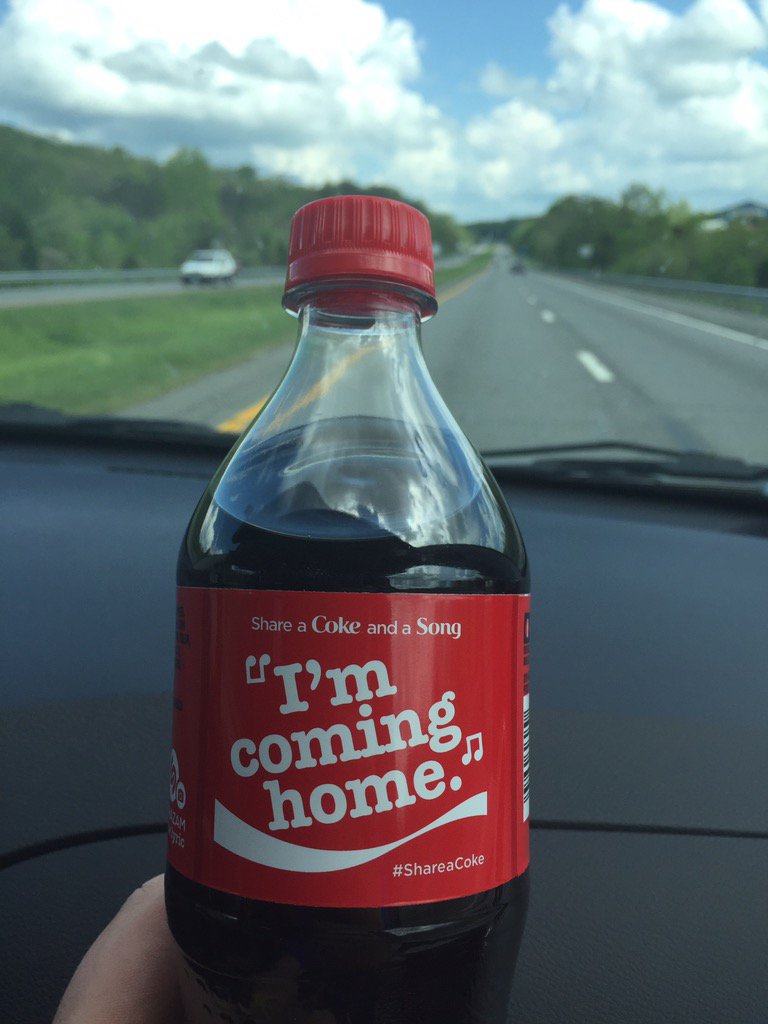 Share a Coke and a Song
"I'm
coming
home.
#ShareaCoke